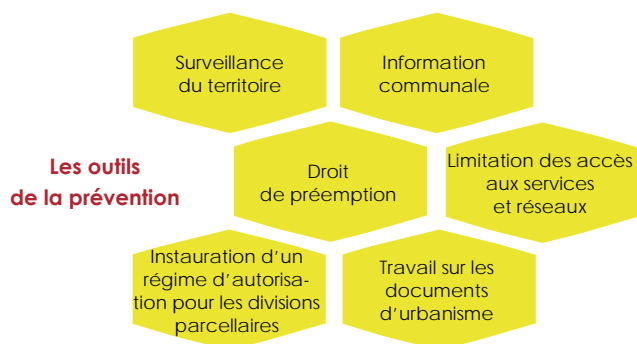 Surveillance
du territoire
Information
communale
Les outils
de la prévention
Droit
de préemption
Limitation des accès
aux services
et réseaux
Instauration d'un
régime d'autorisa-
tion pour les divisions
parcellaires
Travail sur les
documents
d'urbanisme